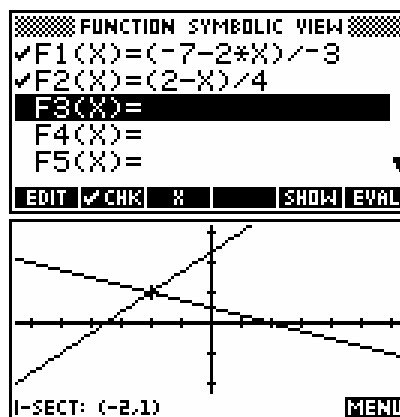 FUNCTION SYMBOLIC VIEW
✔F1(X)=(-7-2*X)/-3
✔F2(X)=(2-X)/4
F3(X)=
F4(X)=
F5(X)=
EDIT ✔CHK X SHOW EVAL
I-SECT: (-2,1) MENU